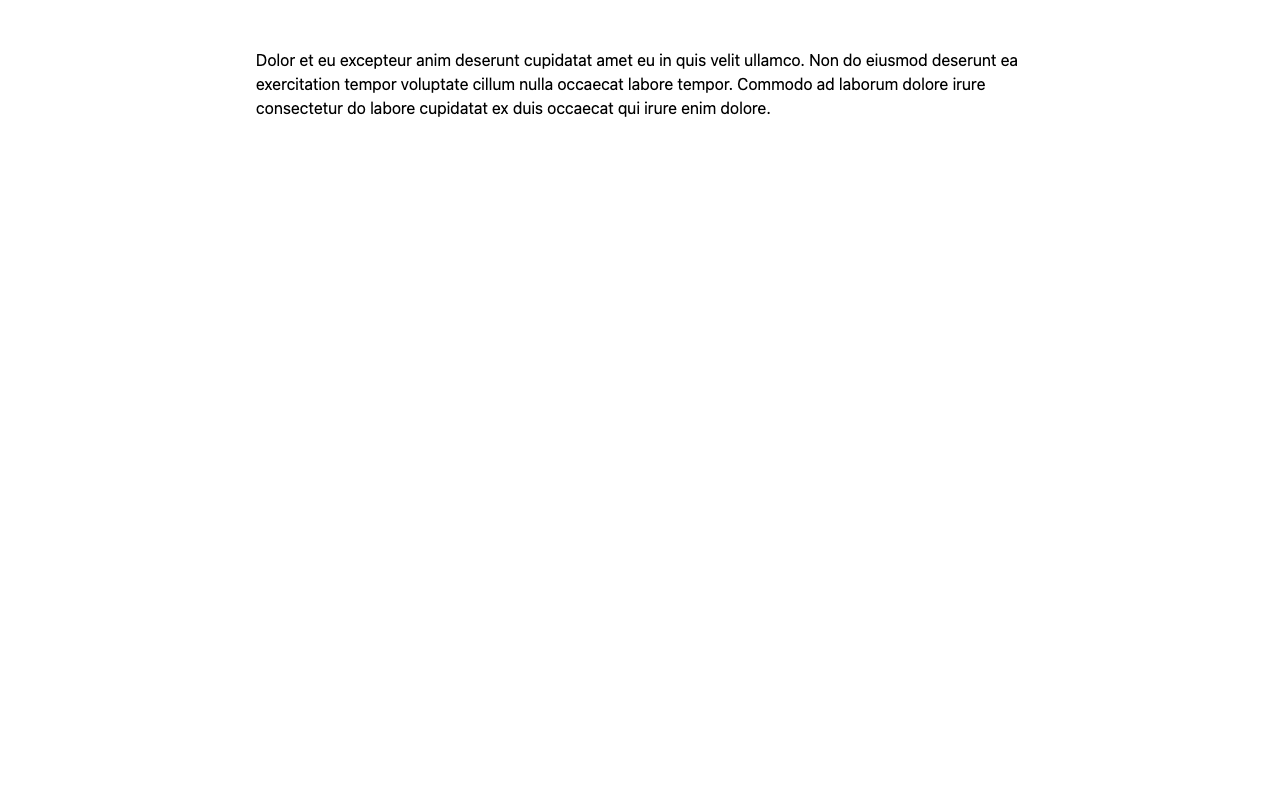 Dolor et eu excepteur anim deserunt cupidatat amet eu in quis velit ullamco. Non do eiusmod deserunt ea
exercitation tempor voluptate cillum nulla occaecat labore tempor. Commodo ad laborum dolore irure
consectetur do labore cupidatat ex duis occaecat qui irure enim dolore.